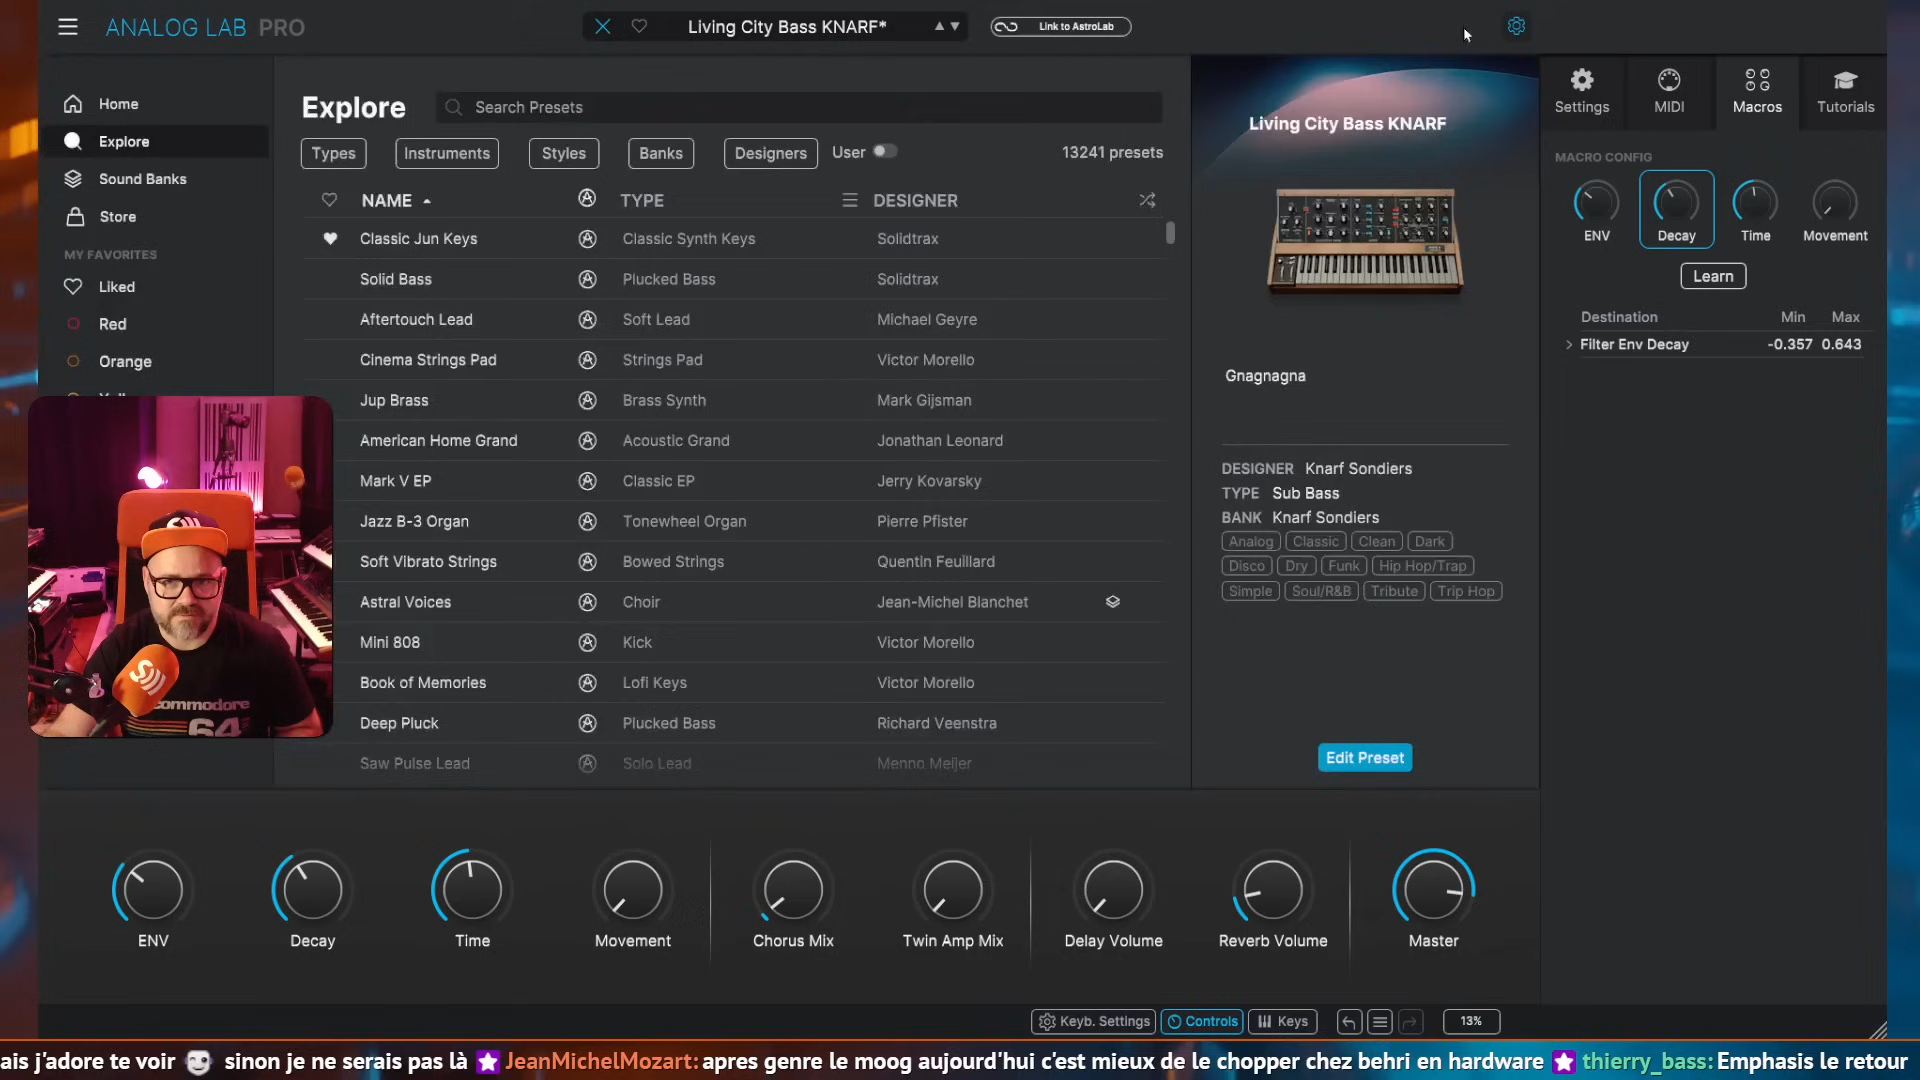 ANALOG LAB PRO
Living City Bass KNARF*
Link to AstroLab
Home
Explore
Sound Banks
Store
MY FAVORITES
Liked
Red
Orange
Explore
Search Presets
Types Instruments Styles Banks Designers User 13241 presets
NAME TYPE DESIGNER
Classic Jun Keys Classic Synth Keys Solidtrax
Solid Bass Plucked Bass Solidtrax
Aftertouch Lead Soft Lead Michael Geyre
Cinema Strings Pad Strings Pad Victor Morello
Jup Brass Brass Synth Mark Gijsman
American Home Grand Acoustic Grand Jonathan Leonard
Mark V EP Classic EP Jerry Kovarsky
Jazz B-3 Organ Tonewheel Organ Pierre Pfister
Soft Vibrato Strings Bowed Strings Quentin Feuillard
Astral Voices Choir Jean-Michel Blanchet
Mini 808 Kick Victor Morello
Book of Memories Lofi Keys Victor Morello
Deep Pluck Plucked Bass Richard Veenstra
Saw Pulse Lead Solo Lead Menno Meijer
commodore
64
Living City Bass KNARF
Gnagnagna
DESIGNER Knarf Sondiers
TYPE Sub Bass
BANK Knarf Sondiers
Analog Classic Clean Dark
Disco Dry Funk Hip Hop/Trap
Simple Soul/R&B Tribute Trip Hop
Edit Preset
Settings MIDI Macros Tutorials
MACRO CONFIG
ENV Decay Time Movement
Learn
Destination Min Max
Filter Env Decay -0.357 0.643
ENV Decay Time Movement Chorus Mix Twin Amp Mix Delay Volume Reverb Volume Master
Keyb. Settings Controls Keys 13%
ais j'adore te voir sinon je ne serais pas là JeanMichelMozart: apres genre le moog aujourd'hui c'est mieux de le chopper chez behri en hardware thierry_bass: Emphasis le retour